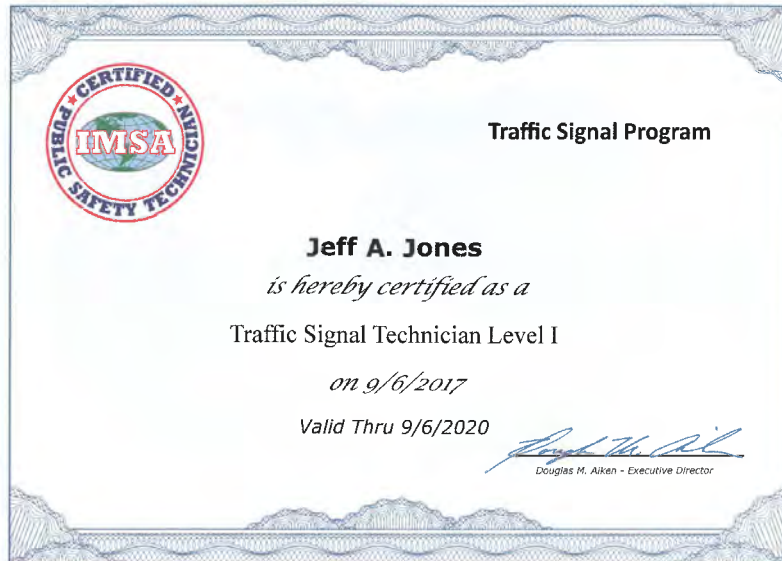 CERTIFIED
PUBLIC SAFETY TECHNICIAN
IMSA
Traffic Signal Program
Jeff A. Jones
is hereby certified as a
Traffic Signal Technician Level I
on 9/6/2017
Valid Thru 9/6/2020
Douglas M. Aiken – Executive Director